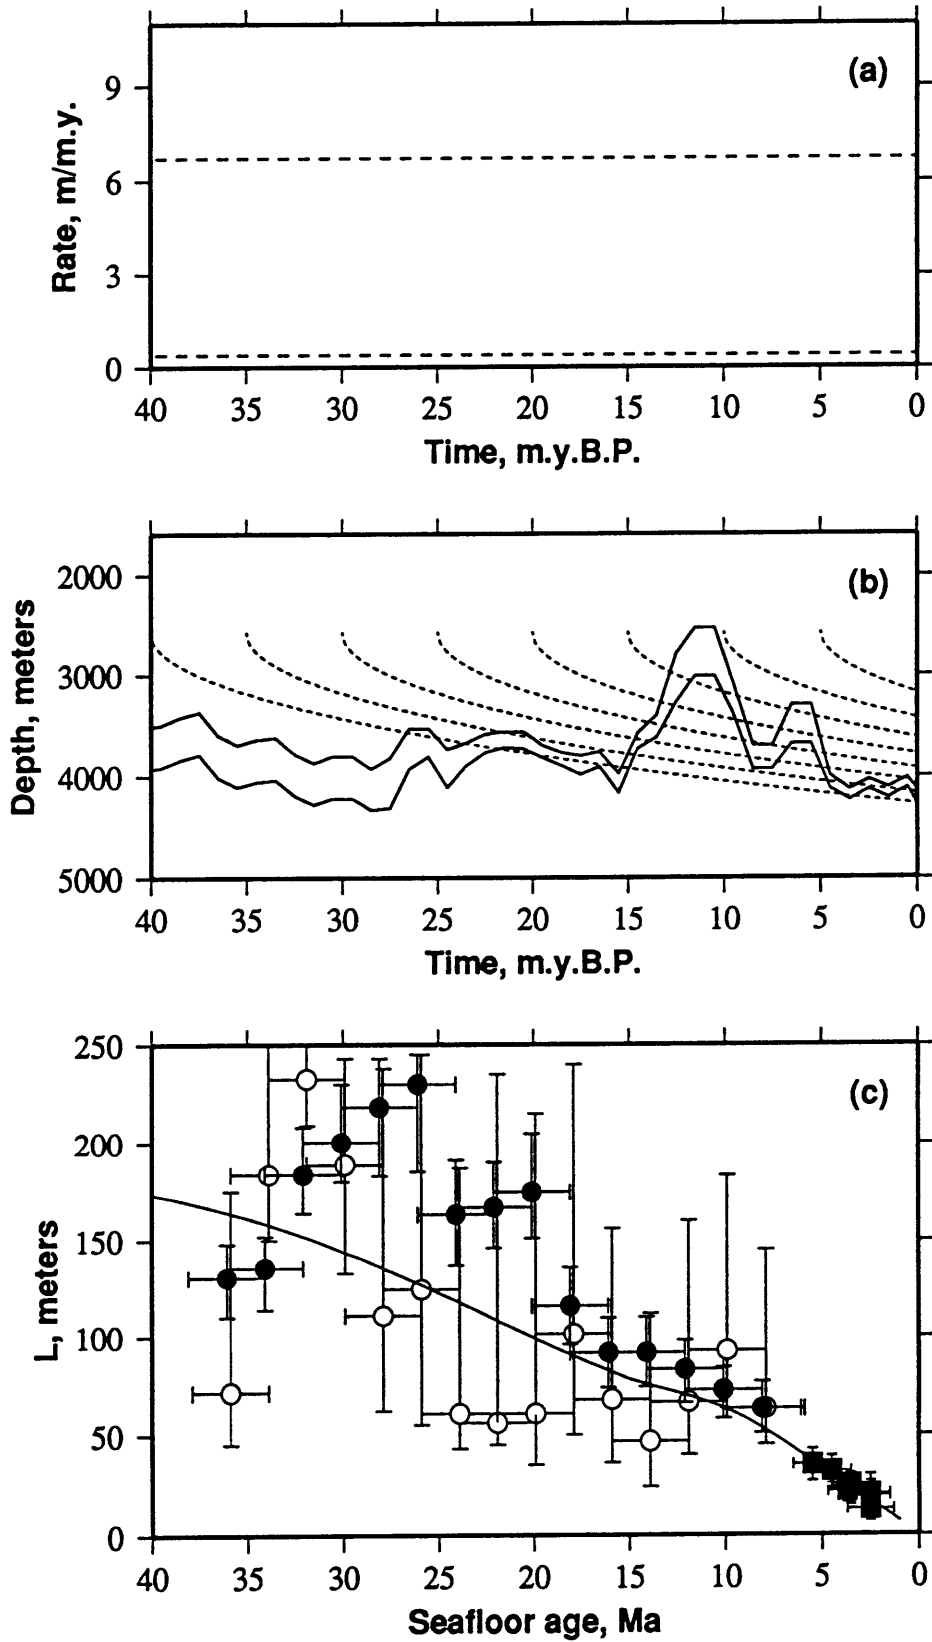 (a)
9
6
3
0
Rate, m/m.y.
40 35 30 25 20 15 10 5 0
Time, m.y.B.P.
(b)
2000
3000
4000
5000
Depth, meters
40 35 30 25 20 15 10 5 0
Time, m.y.B.P.
(c)
250
200
150
100
50
0
L, meters
40 35 30 25 20 15 10 5 0
Seafloor age, Ma